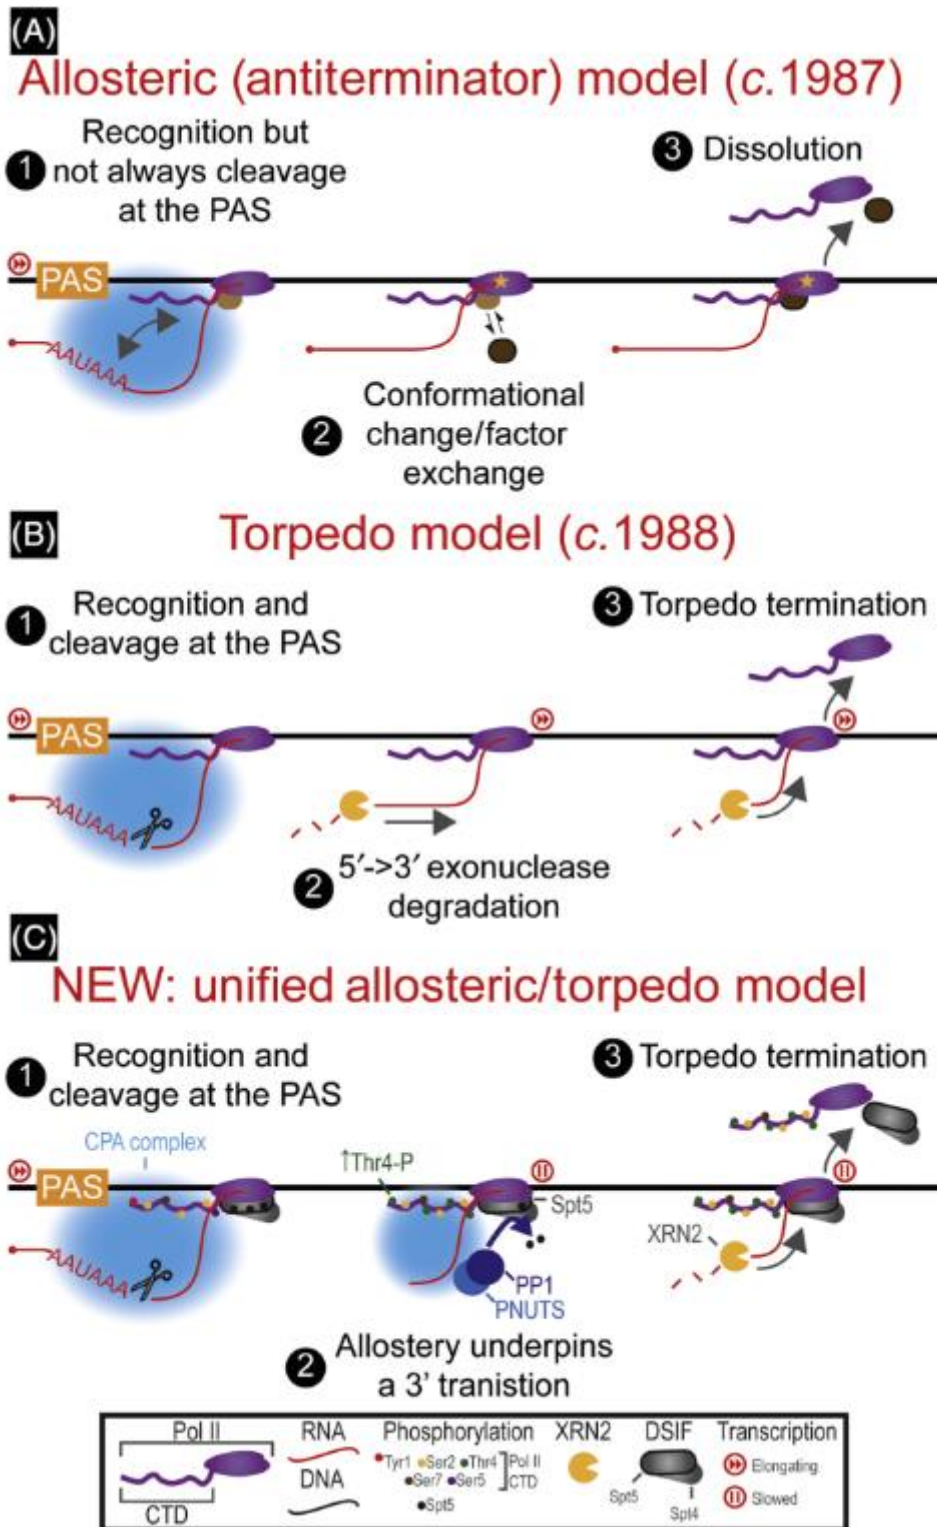 (A)
Allosteric (antiterminator) model (c.1987)
1 Recognition but
not always cleavage
at the PAS
3 Dissolution
PAS
AAUAAA
2 Conformational
change/factor
exchange
(B)
Torpedo model (c.1988)
1 Recognition and
cleavage at the PAS
3 Torpedo termination
PAS
AAUAAA
2 5′->3′ exonuclease
degradation
(C)
NEW: unified allosteric/torpedo model
1 Recognition and
cleavage at the PAS
3 Torpedo termination
CPA complex
↑Thr4-P
PAS
Spt5
XRN2
AAUAAA
PP1
PNUTS
2 Allostery underpins
a 3' tranistion
Pol II
CTD
RNA
DNA
Phosphorylation
Tyr1 Ser2 Thr4
Ser7 Ser5
Pol II
CTD
Spt5
XRN2
DSIF
Spt5
Spt4
Transcription
Elongating
Slowed